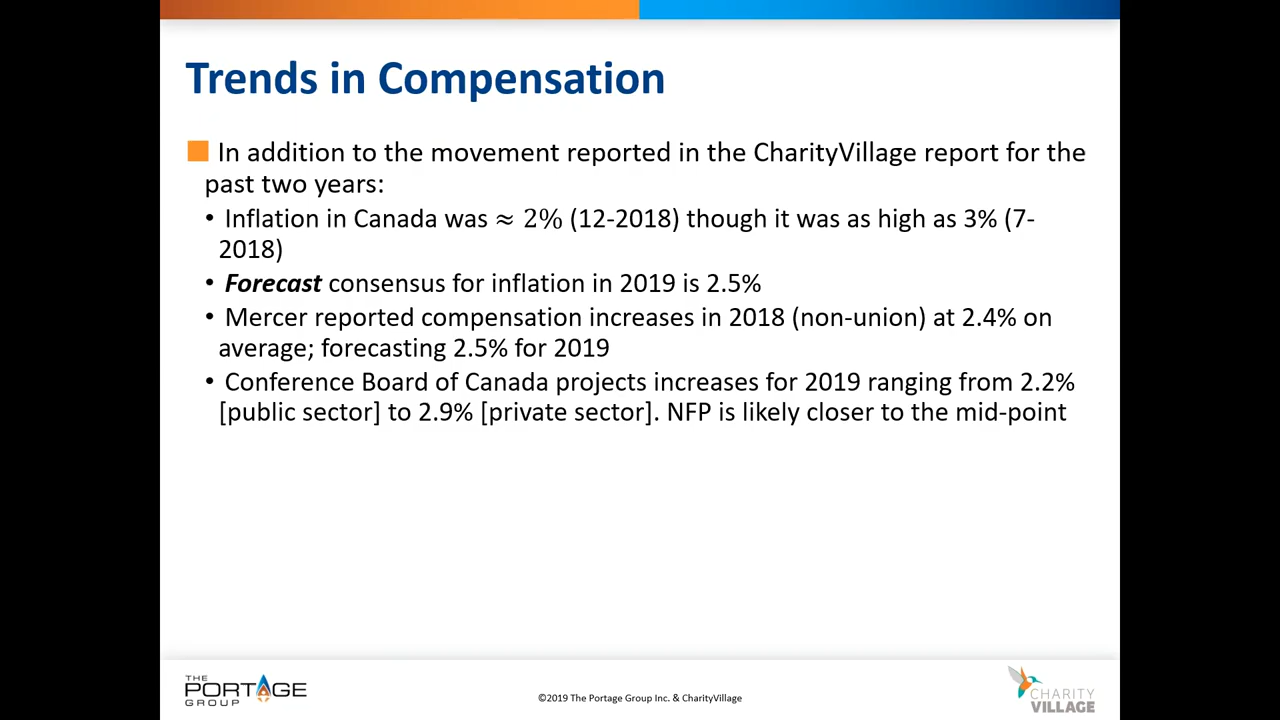 Trends in Compensation
In addition to the movement reported in the CharityVillage report for the
past two years:
• Inflation in Canada was ≈ 2% (12-2018) though it was as high as 3% (7-
2018)
• Forecast consensus for inflation in 2019 is 2.5%
• Mercer reported compensation increases in 2018 (non-union) at 2.4% on
average; forecasting 2.5% for 2019
• Conference Board of Canada projects increases for 2019 ranging from 2.2%
[public sector] to 2.9% [private sector]. NFP is likely closer to the mid-point
THE
PORTAGE
GROUP
©2019 The Portage Group Inc. & CharityVillage
CHARITY
VILLAGE